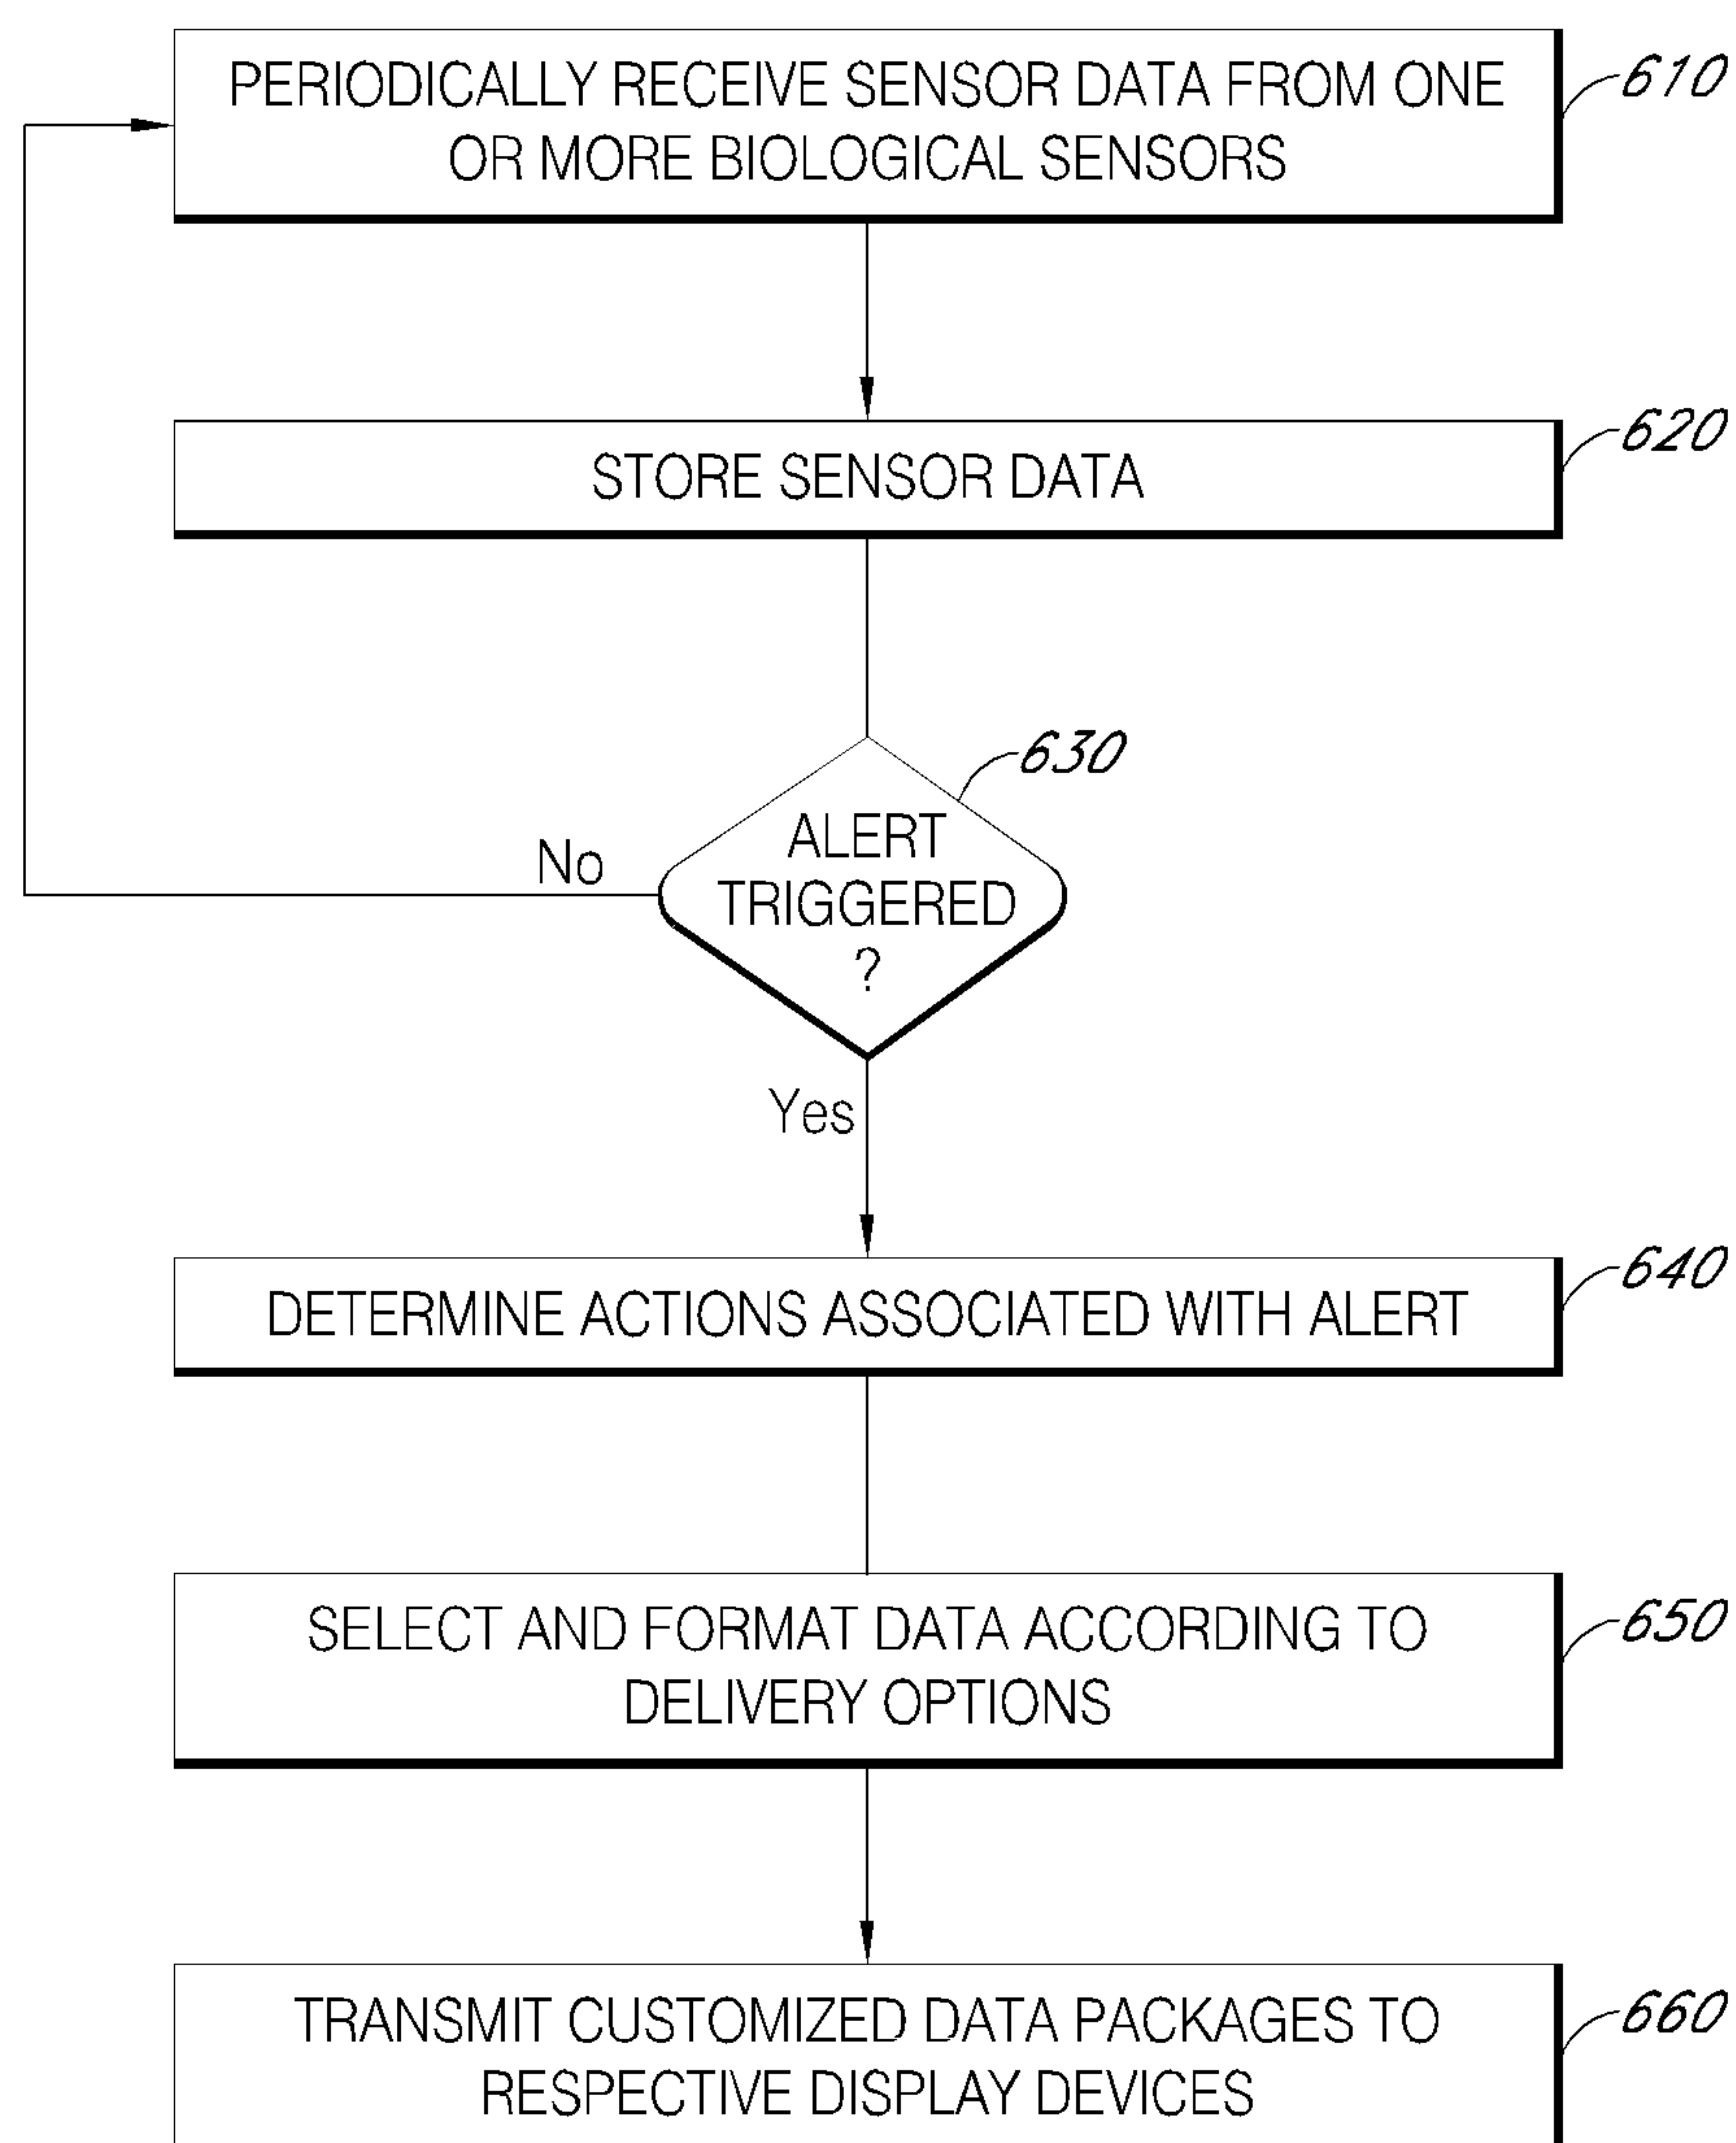 PERIODICALLY RECEIVE SENSOR DATA FROM ONE
OR MORE BIOLOGICAL SENSORS
610
STORE SENSOR DATA
620
630
ALERT
TRIGGERED
?
No
Yes
DETERMINE ACTIONS ASSOCIATED WITH ALERT
640
SELECT AND FORMAT DATA ACCORDING TO
DELIVERY OPTIONS
650
TRANSMIT CUSTOMIZED DATA PACKAGES TO
RESPECTIVE DISPLAY DEVICES
660